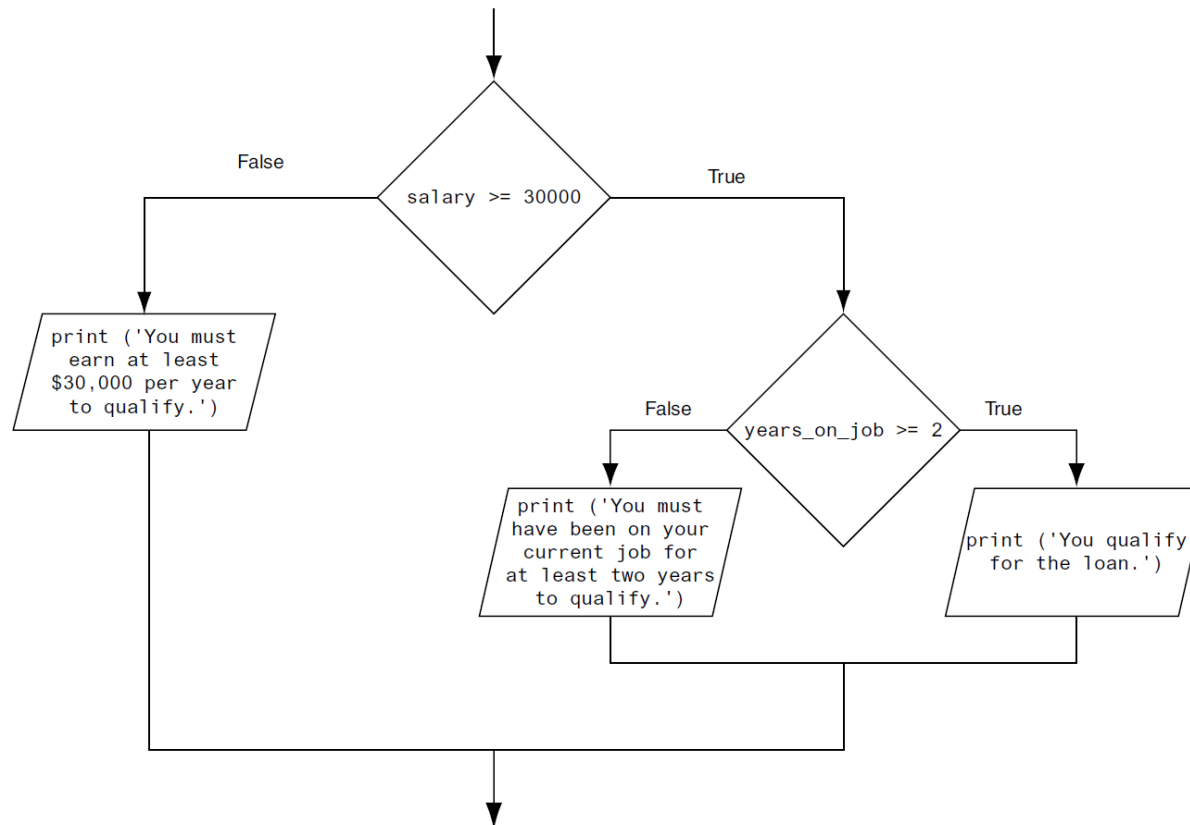 False
True
salary >= 30000
print ('You must
earn at least
$30,000 per year
to qualify.')
False
True
years_on_job >= 2
print ('You must
have been on your
current job for
at least two years
to qualify.')
print ('You qualify
for the loan.')